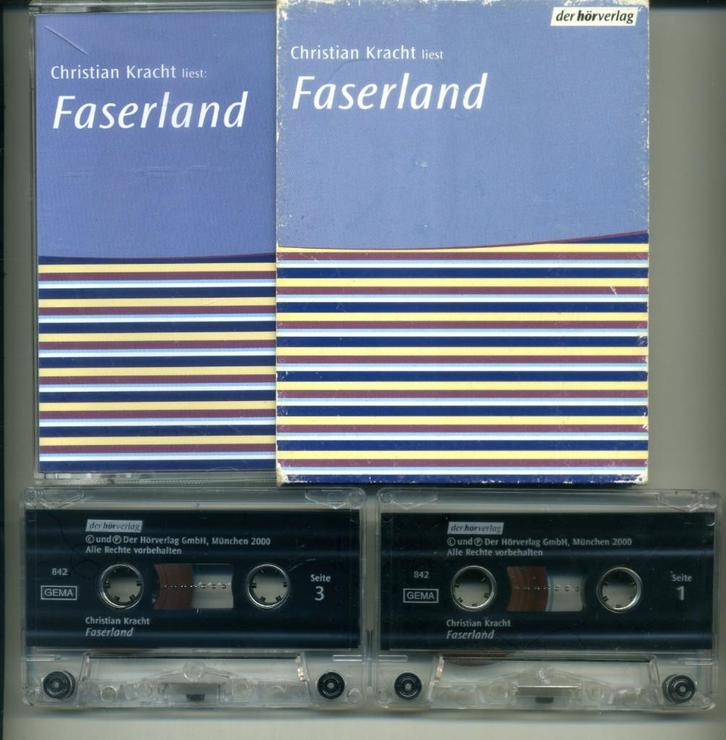 Christian Kracht liest:
Faserland
der hörverlag
Christian Kracht liest
Faserland
der hörverlag
© und ℗ Der Hörverlag GmbH, München 2000
Alle Rechte vorbehalten
842
GEMA
Seite
3
Christian Kracht
Faserland
der hörverlag
© und ℗ Der Hörverlag GmbH, München 2000
Alle Rechte vorbehalten
842
GEMA
Seite
1
Christian Kracht
Faserland